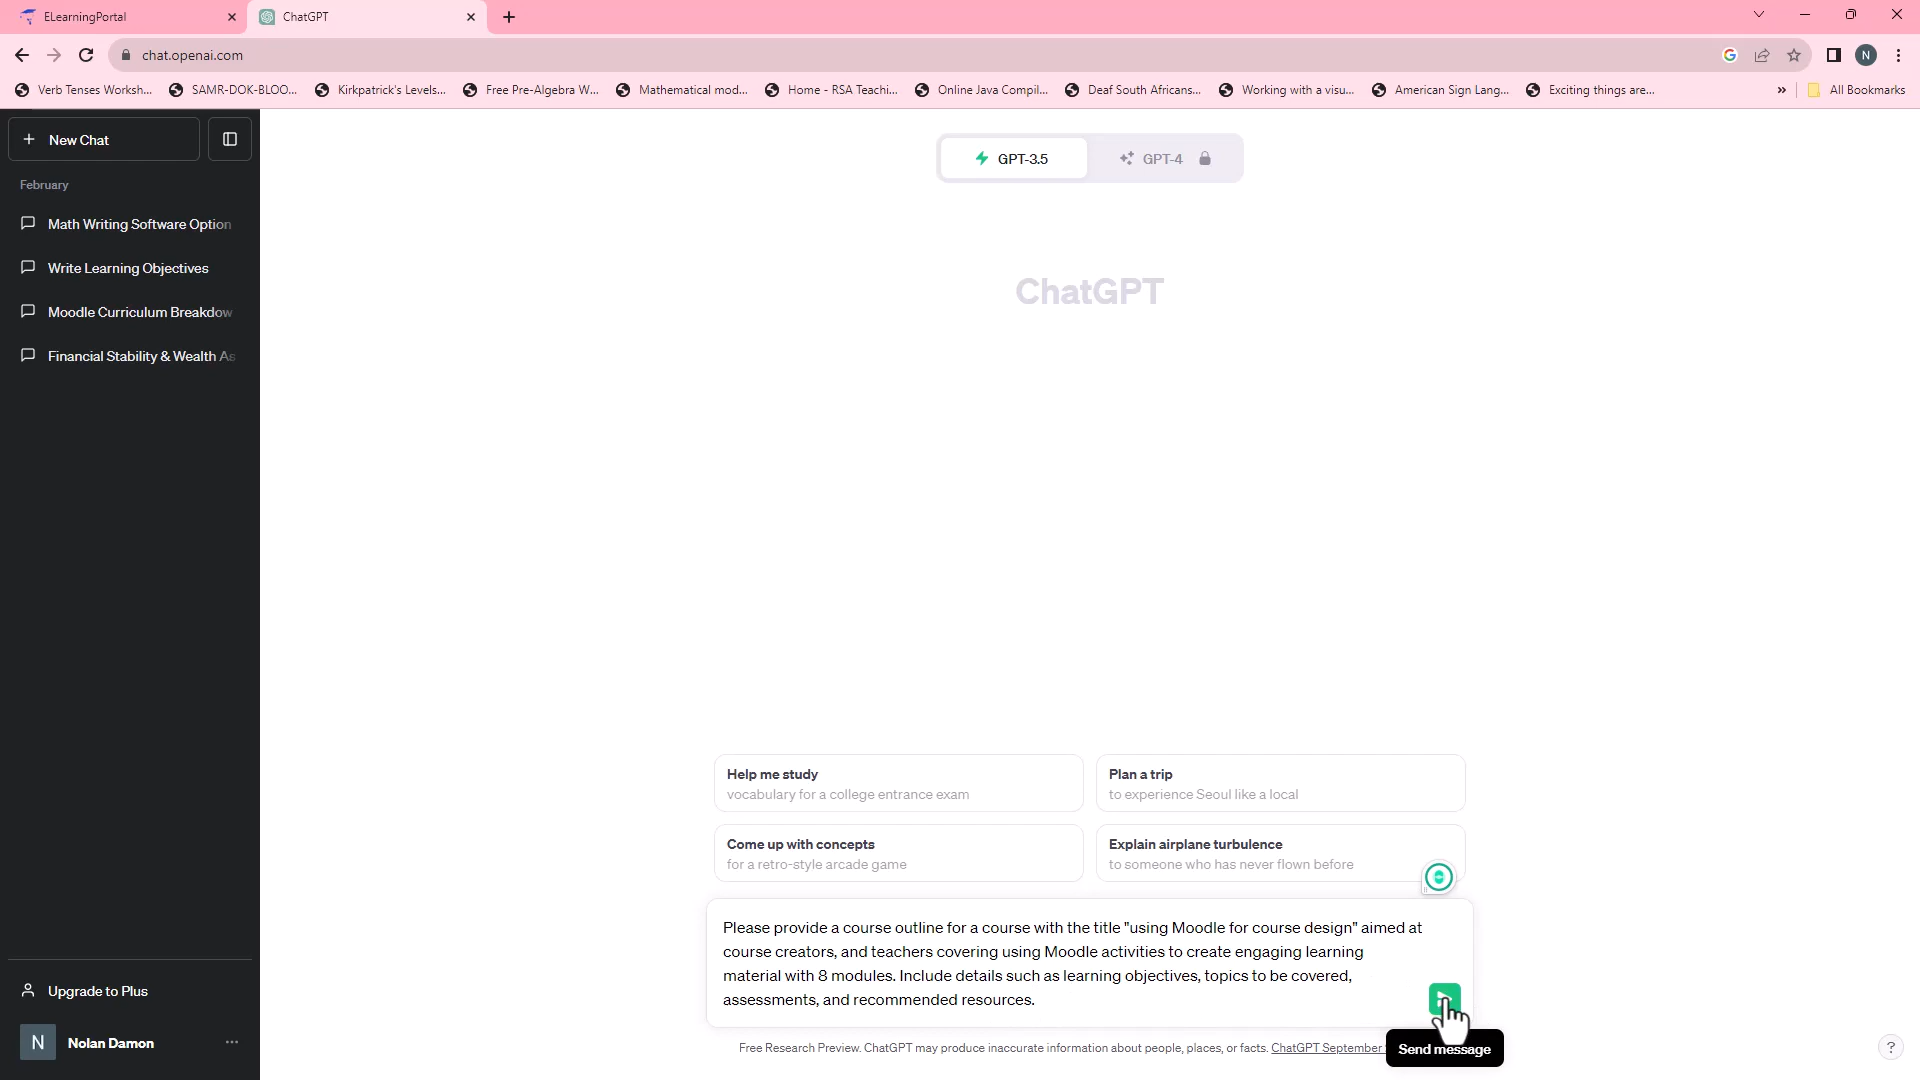 ELearningPortal
ChatGPT
chat.openai.com
N
Verb Tenses Worksh...
SAMR-DOK-BLOO...
Kirkpatrick's Levels...
Free Pre-Algebra W...
Mathematical mod...
Home - RSA Teachi...
Online Java Compil...
Deaf South Africans...
Working with a visu...
American Sign Lang...
Exciting things are...
»
All Bookmarks
New Chat
February
Math Writing Software Option
Write Learning Objectives
Moodle Curriculum Breakdow
Financial Stability & Wealth As
Upgrade to Plus
N
Nolan Damon
GPT-3.5
GPT-4
ChatGPT
Help me study
vocabulary for a college entrance exam
Plan a trip
to experience Seoul like a local
Come up with concepts
for a retro-style arcade game
Explain airplane turbulence
to someone who has never flown before
Please provide a course outline for a course with the title "using Moodle for course design" aimed at
course creators, and teachers covering using Moodle activities to create engaging learning
material with 8 modules. Include details such as learning objectives, topics to be covered,
assessments, and recommended resources.
Free Research Preview. ChatGPT may produce inaccurate information about people, places, or facts. ChatGPT September
Send message
?